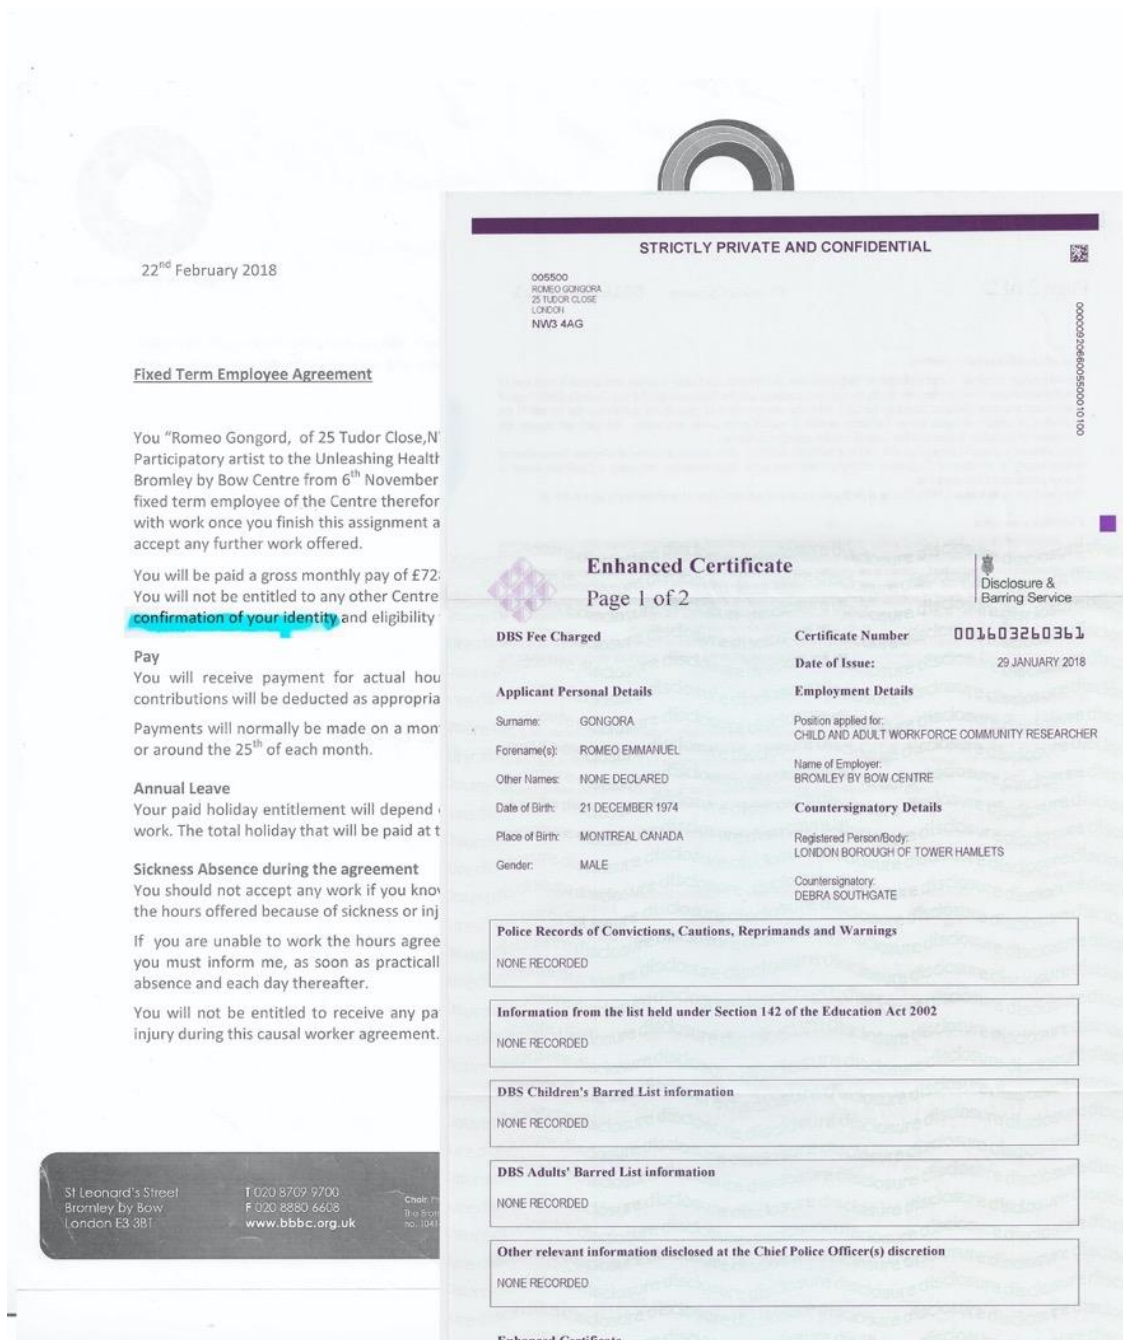 22nd February 2018
Fixed Term Employee Agreement
You "Romeo Gongord, of 25 Tudor Close,N
Participatory artist to the Unleashing Health
Bromley by Bow Centre from 6th November
fixed term employee of the Centre therefor
with work once you finish this assignment a
accept any further work offered.
You will be paid a gross monthly pay of £72
You will not be entitled to any other Centre
confirmation of your identity and eligibility
Pay
You will receive payment for actual hou
contributions will be deducted as appropria
Payments will normally be made on a mon
or around the 25th of each month.
Annual Leave
Your paid holiday entitlement will depend
work. The total holiday that will be paid at t
Sickness Absence during the agreement
You should not accept any work if you know
the hours offered because of sickness or inj
If you are unable to work the hours agree
you must inform me, as soon as practicall
absence and each day thereafter.
You will not be entitled to receive any pa
injury during this causal worker agreement.
St Leonard's Street
Bromley by Bow
London E3 3BT
T 020 8709 9700
F 020 8880 6608
www.bbbc.org.uk
Chair:
STRICTLY PRIVATE AND CONFIDENTIAL
005500
ROMEO GONGORA
25 TUDOR CLOSE
LONDON
NW3 4AG
Enhanced Certificate
Page 1 of 2
Disclosure &
Barring Service
DBS Fee Charged
Certificate Number 001603260361
Date of Issue: 29 JANUARY 2018
Applicant Personal Details
Surname: GONGORA
Forename(s): ROMEO EMMANUEL
Other Names: NONE DECLARED
Date of Birth: 21 DECEMBER 1974
Place of Birth: MONTREAL CANADA
Gender: MALE
Employment Details
Position applied for:
CHILD AND ADULT WORKFORCE COMMUNITY RESEARCHER
Name of Employer:
BROMLEY BY BOW CENTRE
Countersignatory Details
Registered Person/Body:
LONDON BOROUGH OF TOWER HAMLETS
Countersignatory:
DEBRA SOUTHGATE
Police Records of Convictions, Cautions, Reprimands and Warnings
NONE RECORDED
Information from the list held under Section 142 of the Education Act 2002
NONE RECORDED
DBS Children's Barred List information
NONE RECORDED
DBS Adults' Barred List information
NONE RECORDED
Other relevant information disclosed at the Chief Police Officer(s) discretion
NONE RECORDED
Enhanced Certificate